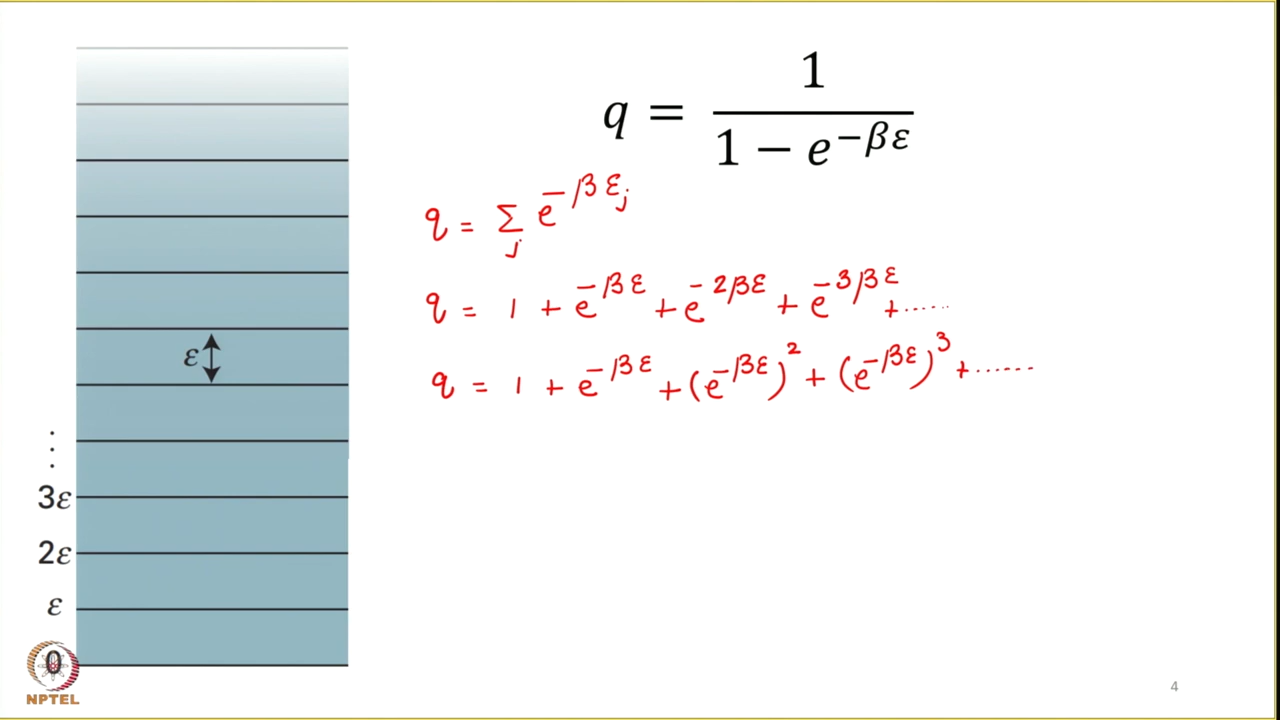 q = 1 / (1 − e^{−βε})
q = Σ_j e^{−βε_j}
q = 1 + e^{−βε} + e^{−2βε} + e^{−3βε} + ......
q = 1 + e^{−βε} + (e^{−βε})^2 + (e^{−βε})^3 + ......
ε
⋮
3ε
2ε
ε
0
NPTEL
4